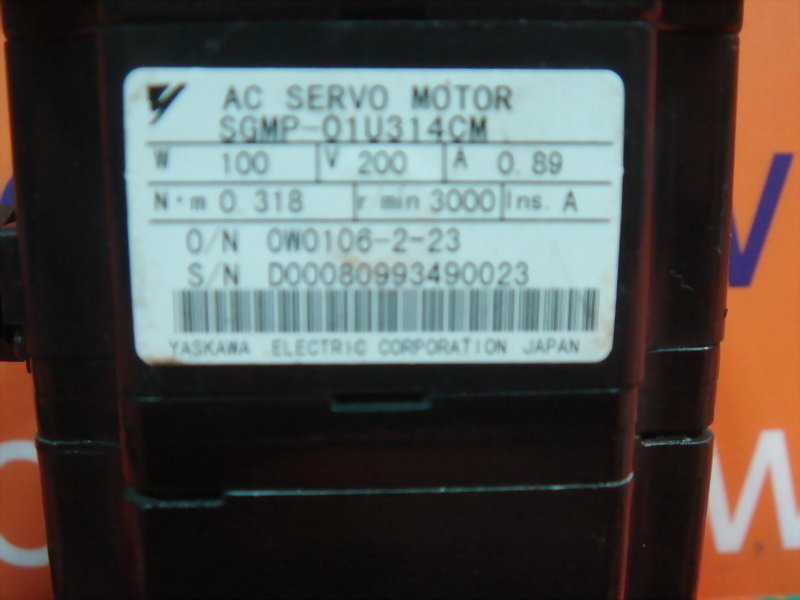 AC SERVO MOTOR
SGMP-01U314CM
W 100 V 200 A 0.89
N·m 0.318 r/min 3000 Ins. A
O/N 0W0106-2-23
S/N D00080993490023
YASKAWA ELECTRIC CORPORATION JAPAN
W